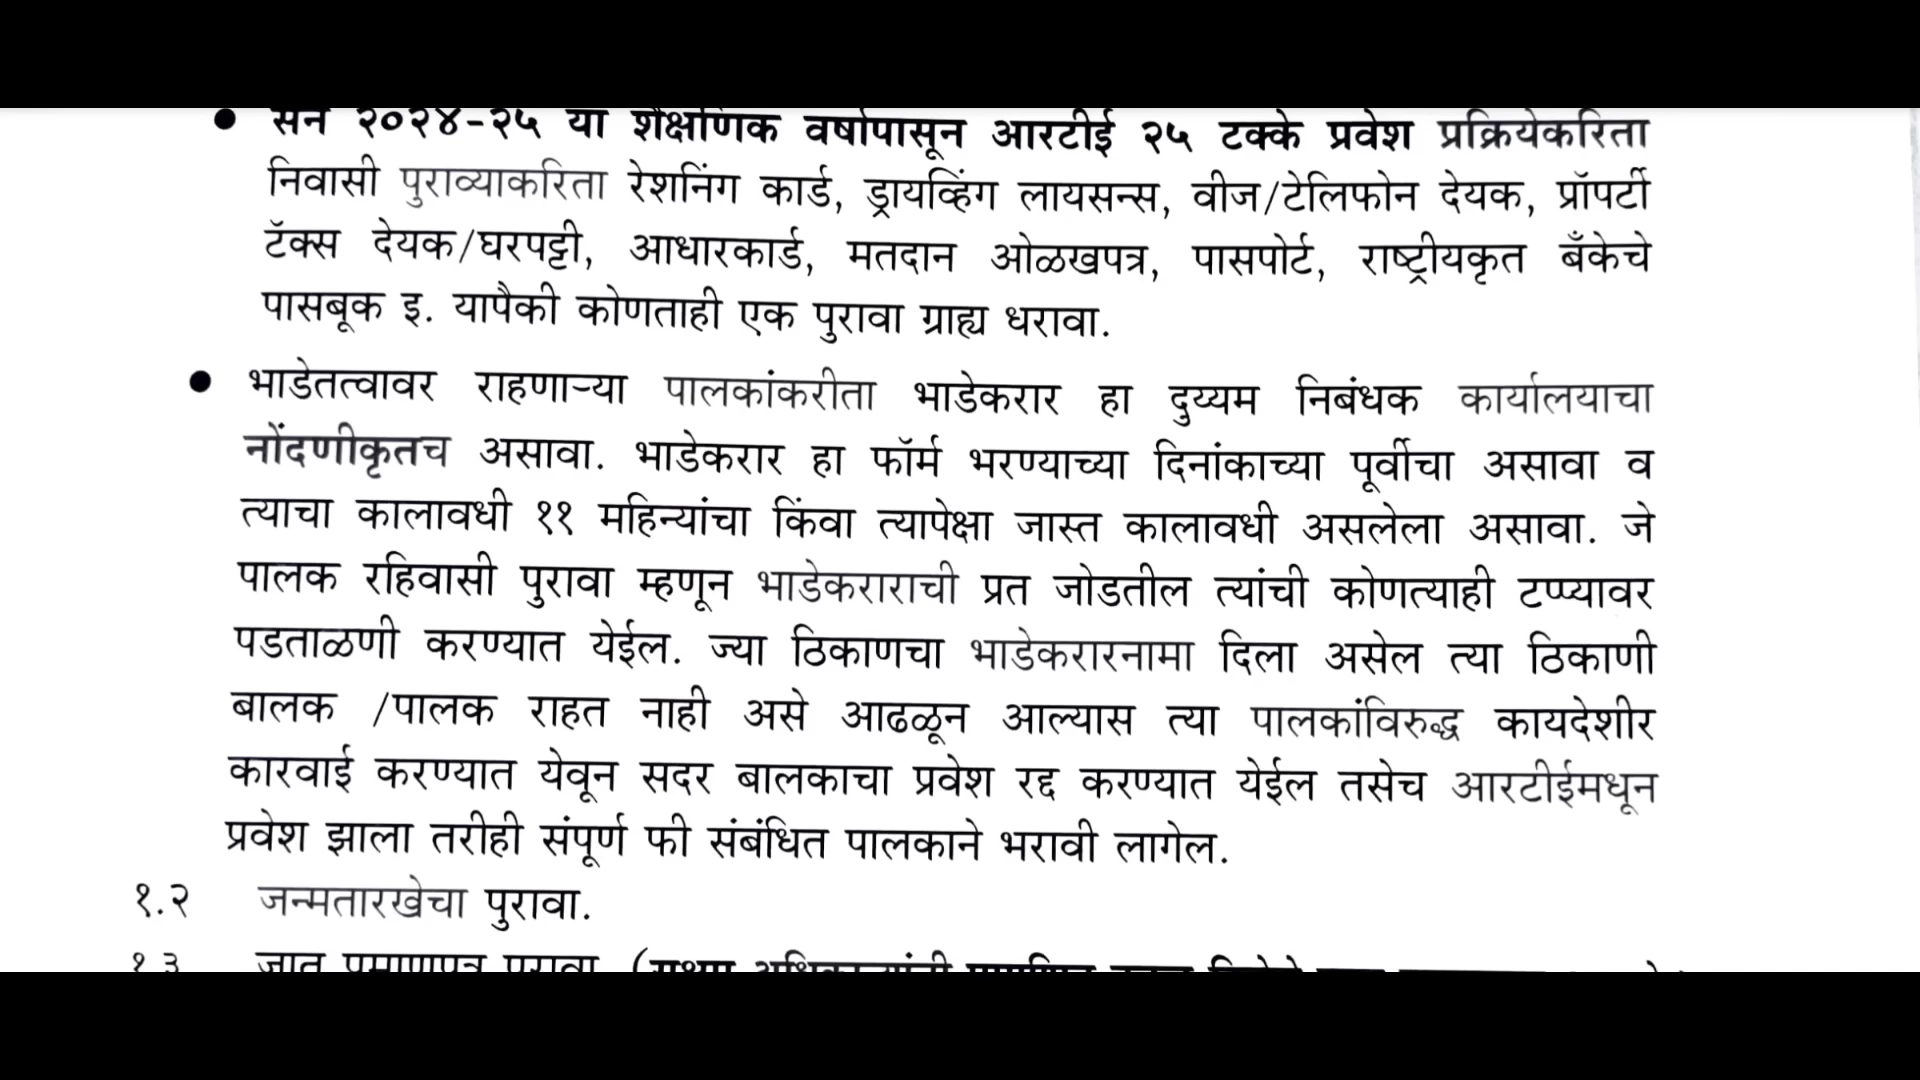 • सन २०२४-२५ या शैक्षणिक वर्षापासून आरटीई २५ टक्के प्रवेश प्रक्रियेकरिता
निवासी पुराव्याकरिता रेशनिंग कार्ड, ड्रायव्हिंग लायसन्स, वीज/टेलिफोन देयक, प्रॉपर्टी
टॅक्स देयक/घरपट्टी, आधारकार्ड, मतदान ओळखपत्र, पासपोर्ट, राष्ट्रीयकृत बँकेचे
पासबूक इ. यापैकी कोणताही एक पुरावा ग्राह्य धरावा.
• भाडेतत्वावर राहणाऱ्या पालकांकरीता भाडेकरार हा दुय्यम निबंधक कार्यालयाचा
नोंदणीकृतच असावा. भाडेकरार हा फॉर्म भरण्याच्या दिनांकाच्या पूर्वीचा असावा व
त्याचा कालावधी ११ महिन्यांचा किंवा त्यापेक्षा जास्त कालावधी असलेला असावा. जे
पालक रहिवासी पुरावा म्हणून भाडेकराराची प्रत जोडतील त्यांची कोणत्याही टप्प्यावर
पडताळणी करण्यात येईल. ज्या ठिकाणचा भाडेकरारनामा दिला असेल त्या ठिकाणी
बालक /पालक राहत नाही असे आढळून आल्यास त्या पालकांविरुद्ध कायदेशीर
कारवाई करण्यात येवून सदर बालकाचा प्रवेश रद्द करण्यात येईल तसेच आरटीईमधून
प्रवेश झाला तरीही संपूर्ण फी संबंधित पालकाने भरावी लागेल.
१.२ जन्मतारखेचा पुरावा.
१.३ जात प्रमाणपत्र पुरावा